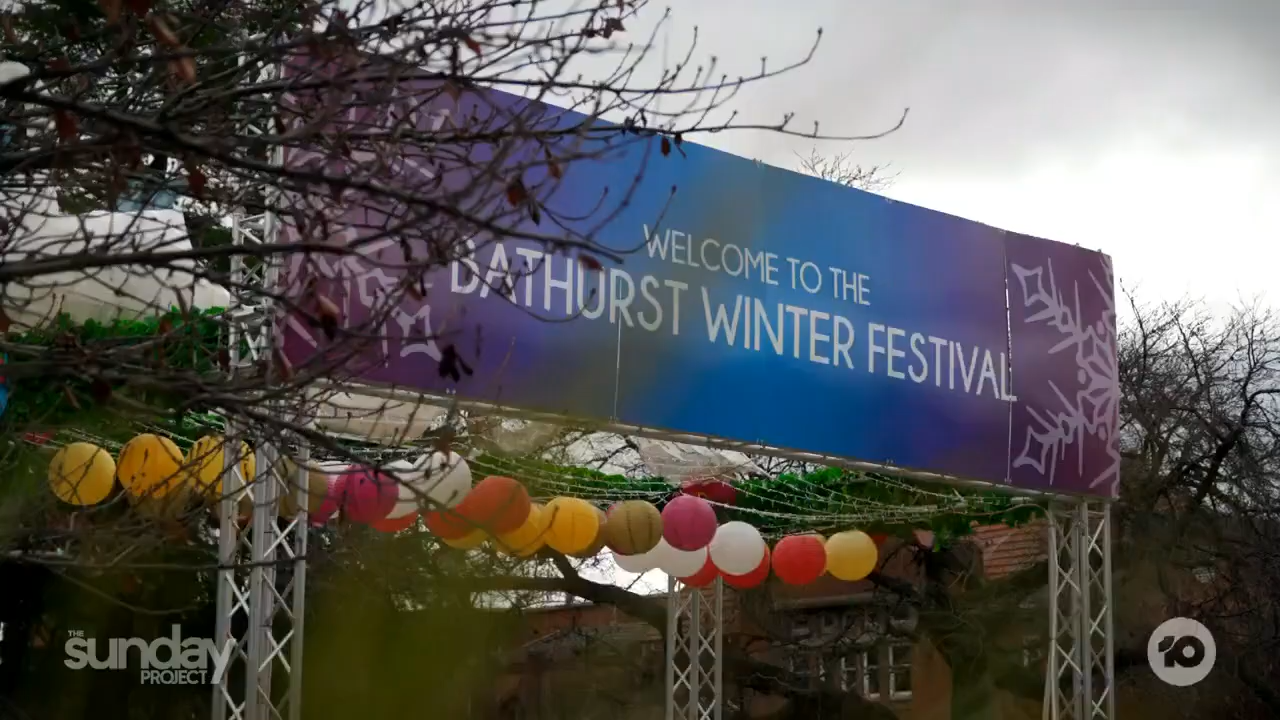 WELCOME TO THE
BATHURST WINTER FESTIVAL
THE
sunday
PROJECT
10